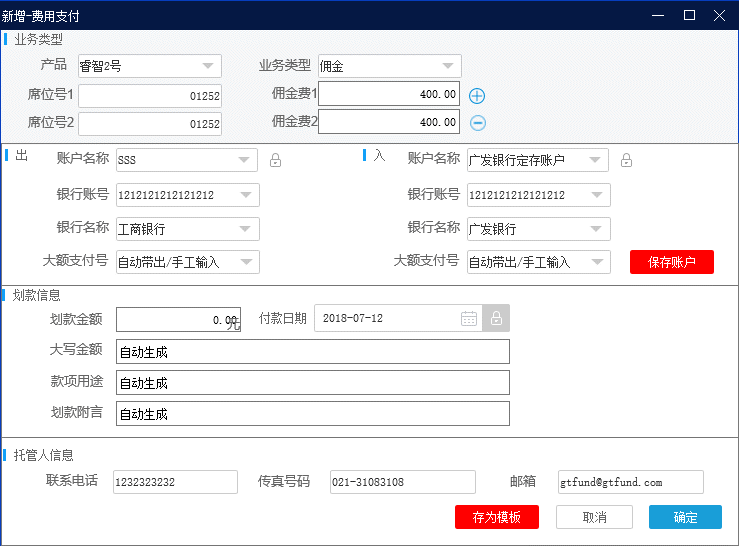 新增-费用支付
业务类型
产品 睿智2号 业务类型 佣金
席位号1 01252 佣金费1 400.00
席位号2 01252 佣金费2 400.00
出 账户名称 SSS 入 账户名称 广发银行定存账户
银行账号 1212121212121212 银行账号 1212121212121212
银行名称 工商银行 银行名称 广发银行
大额支付号 自动带出/手工输入 大额支付号 自动带出/手工输入 保存账户
划款信息
划款金额 0.00 元 付款日期 2018-07-12
大写金额 自动生成
款项用途 自动生成
划款附言 自动生成
托管人信息
联系电话 1232323232 传真号码 021-31083108 邮箱 gtfund@gtfund.com
存为模板 取消 确定